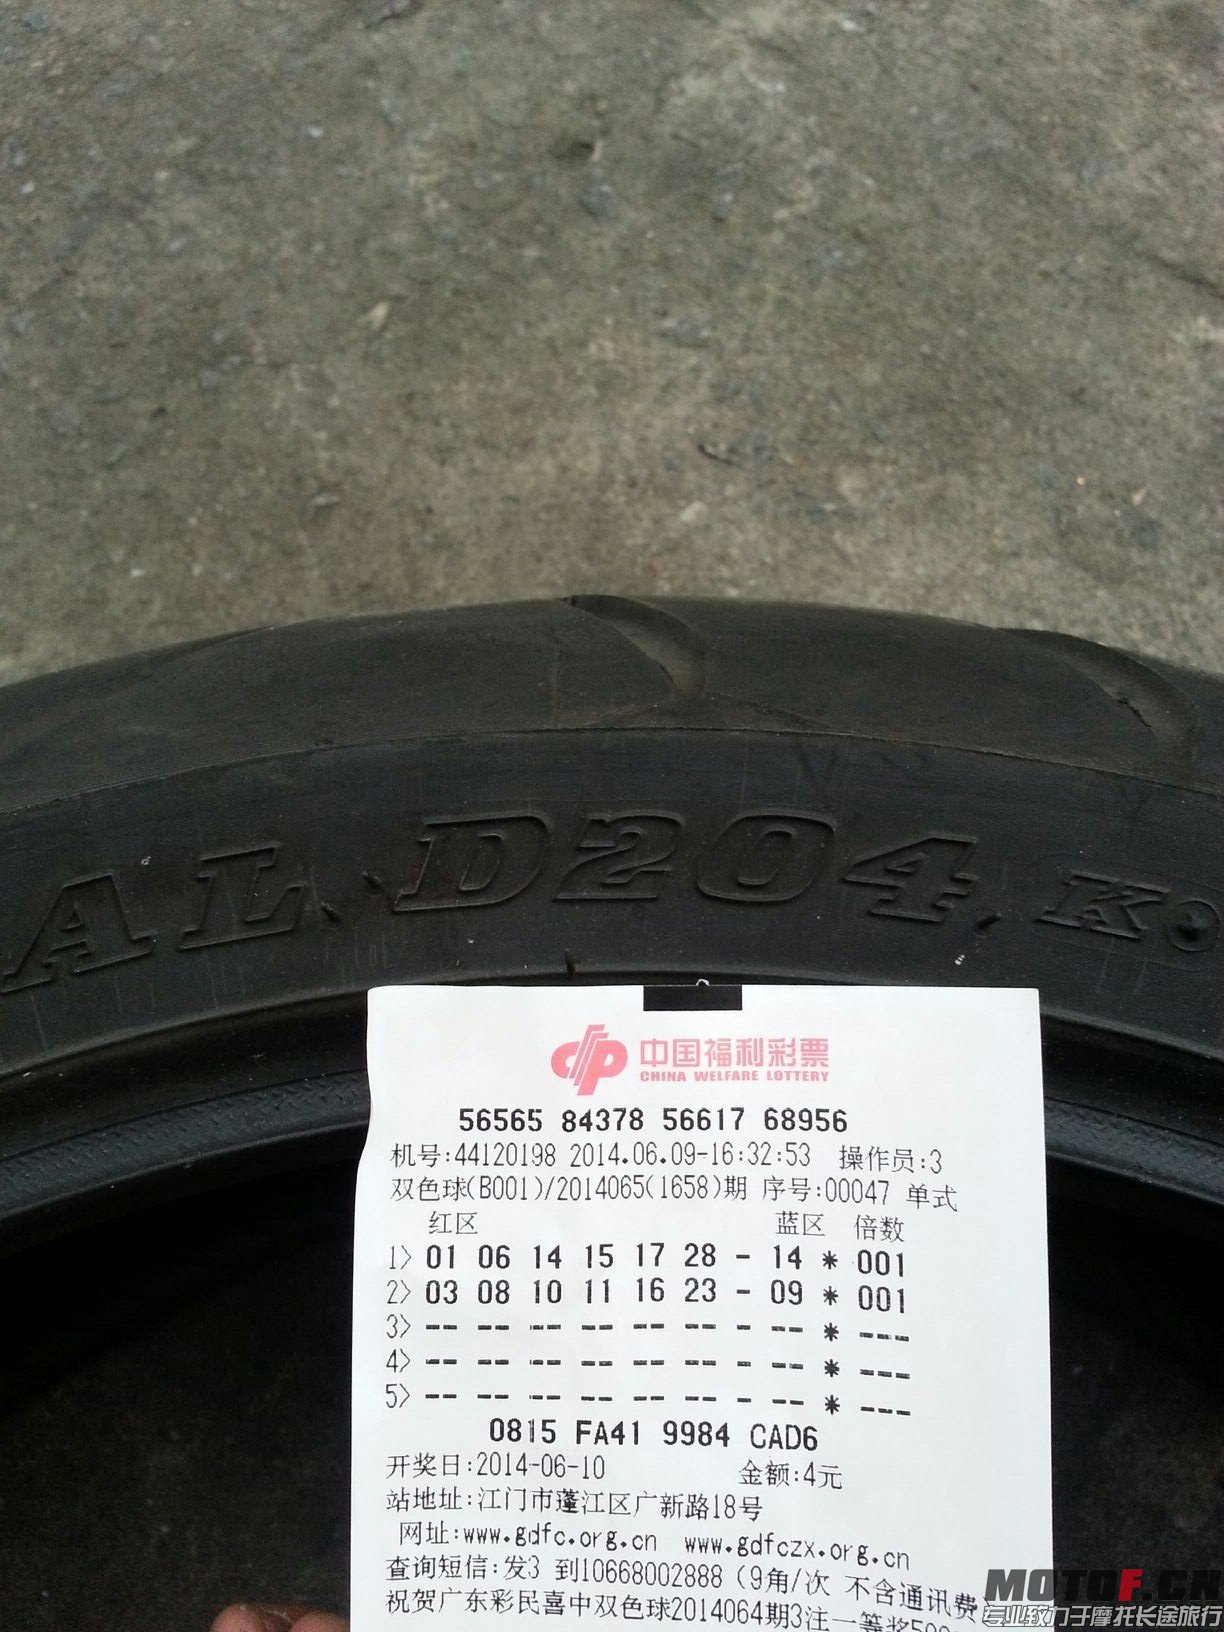 AL D204 K
中国福利彩票
CHINA WELFARE LOTTERY
56565 84378 56617 68956
机号:44120198 2014.06.09-16:32:53 操作员:3
双色球(B001)/2014065(1658)期 序号:00047 单式
红区 蓝区 倍数
1> 01 06 14 15 17 28 - 14 * 001
2> 03 08 10 11 16 23 - 09 * 001
3> -- -- -- -- -- -- - -- * ---
4> -- -- -- -- -- -- - -- * ---
5> -- -- -- -- -- -- - -- * ---
0815 FA41 9984 CAD6
开奖日:2014-06-10 金额:4元
站地址:江门市蓬江区广新路18号
网址:www.gdfc.org.cn www.gdfczx.org.cn
查询短信:发3 到10668002888 (9角/次 不含通讯费
祝贺广东彩民喜中双色球2014064期3注一等奖500
MOTOF.CN
专业致力于摩托长途旅行